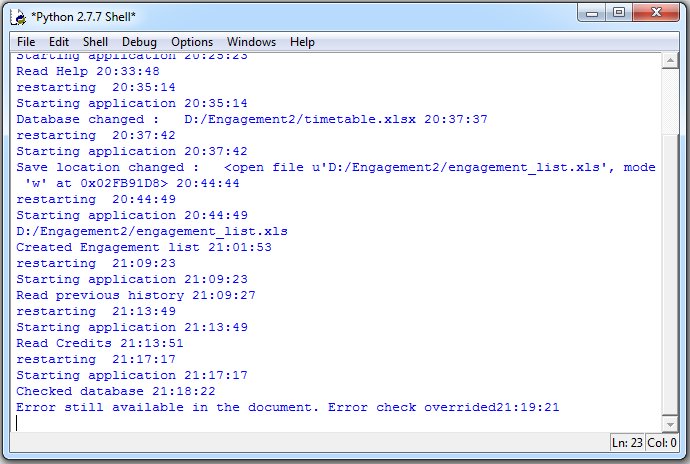 *Python 2.7.7 Shell*
File Edit Shell Debug Options Windows Help
Starting application 20:25:23
Read Help 20:33:48
restarting  20:35:14
Starting application 20:35:14
Database changed :   D:/Engagement2/timetable.xlsx 20:37:37
restarting  20:37:42
Starting application 20:37:42
Save location changed :   <open file u'D:/Engagement2/engagement_list.xls', mode
 'w' at 0x02FB91D8> 20:44:44
restarting  20:44:49
Starting application 20:44:49
D:/Engagement2/engagement_list.xls
Created Engagement list 21:01:53
restarting  21:09:23
Starting application 21:09:23
Read previous history 21:09:27
restarting  21:13:49
Starting application 21:13:49
Read Credits 21:13:51
restarting  21:17:17
Starting application 21:17:17
Checked database 21:18:22
Error still available in the document. Error check overrided21:19:21
Ln: 23 Col: 0